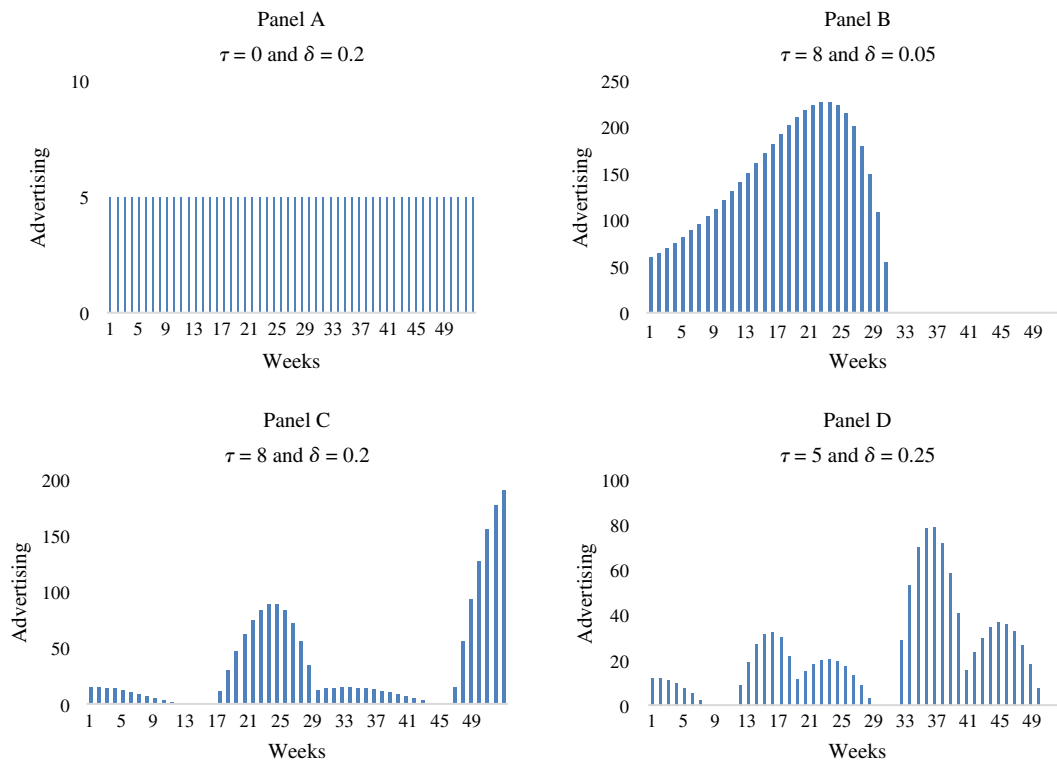 Panel A
τ = 0 and δ = 0.2
10
5
0
Advertising
1 5 9 13 17 21 25 29 33 37 41 45 49
Weeks
Panel B
τ = 8 and δ = 0.05
250
200
150
100
50
0
Advertising
1 5 9 13 17 21 25 29 33 37 41 45 49
Weeks
Panel C
τ = 8 and δ = 0.2
200
150
100
50
0
Advertising
1 5 9 13 17 21 25 29 33 37 41 45 49
Weeks
Panel D
τ = 5 and δ = 0.25
100
80
60
40
20
0
Advertising
1 5 9 13 17 21 25 29 33 37 41 45 49
Weeks